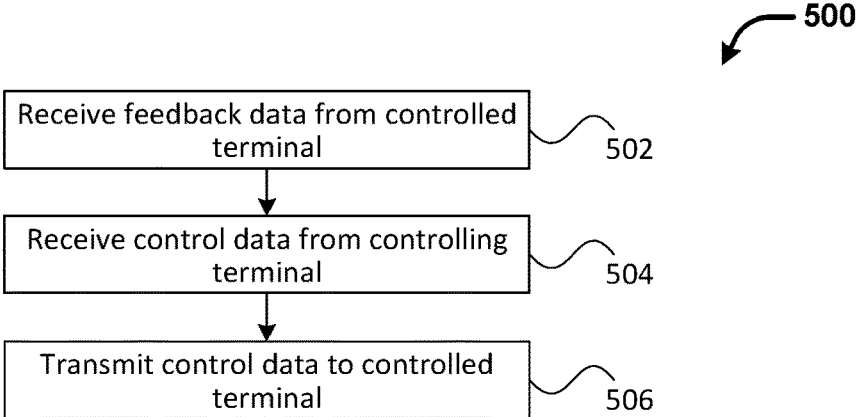 500
Receive feedback data from controlled
terminal
502
Receive control data from controlling
terminal
504
Transmit control data to controlled
terminal
506